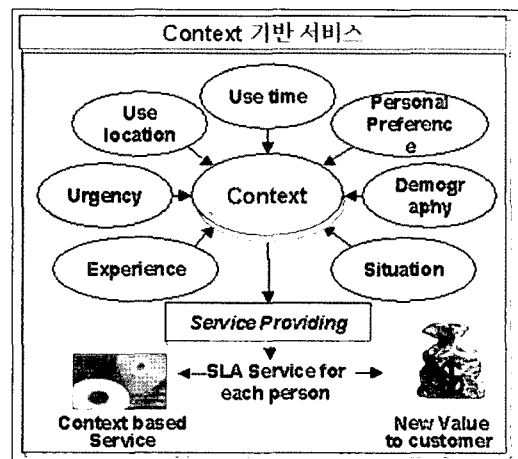 Context 기반 서비스
Use time
Use
location
Personal
Preferenc
e
Urgency
Context
Demogr
aphy
Experience
Situation
Service Providing
SLA Service for
each person
Context based
Service
New Value
to customer